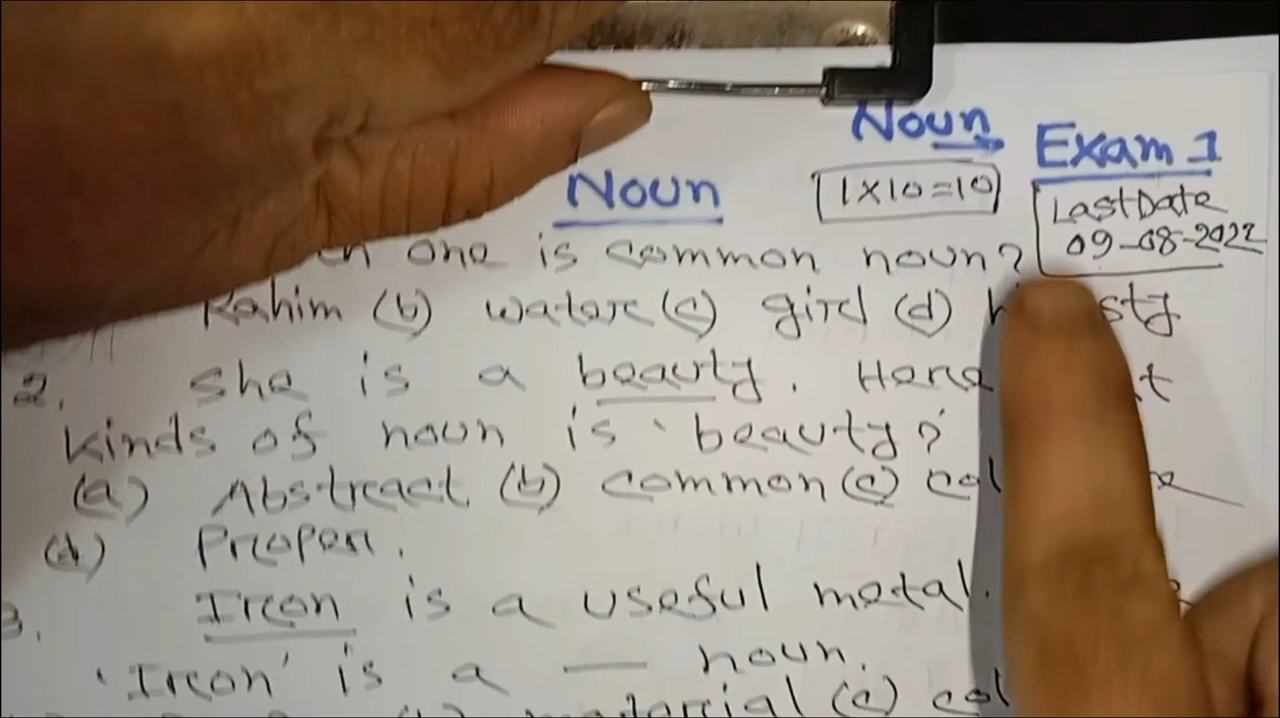 Noun
Exam 1
Noun
1x10=10
Last Date
09-08-2022
one is common noun?
Rahim (b) water (c) girl (d)
2. She is a beauty. Here
kinds of noun is 'beauty?
(a) Abstract (b) common (c)
(d) Proper.
3. Iron is a useful metal.
'Iron' is a — noun.
material (c)